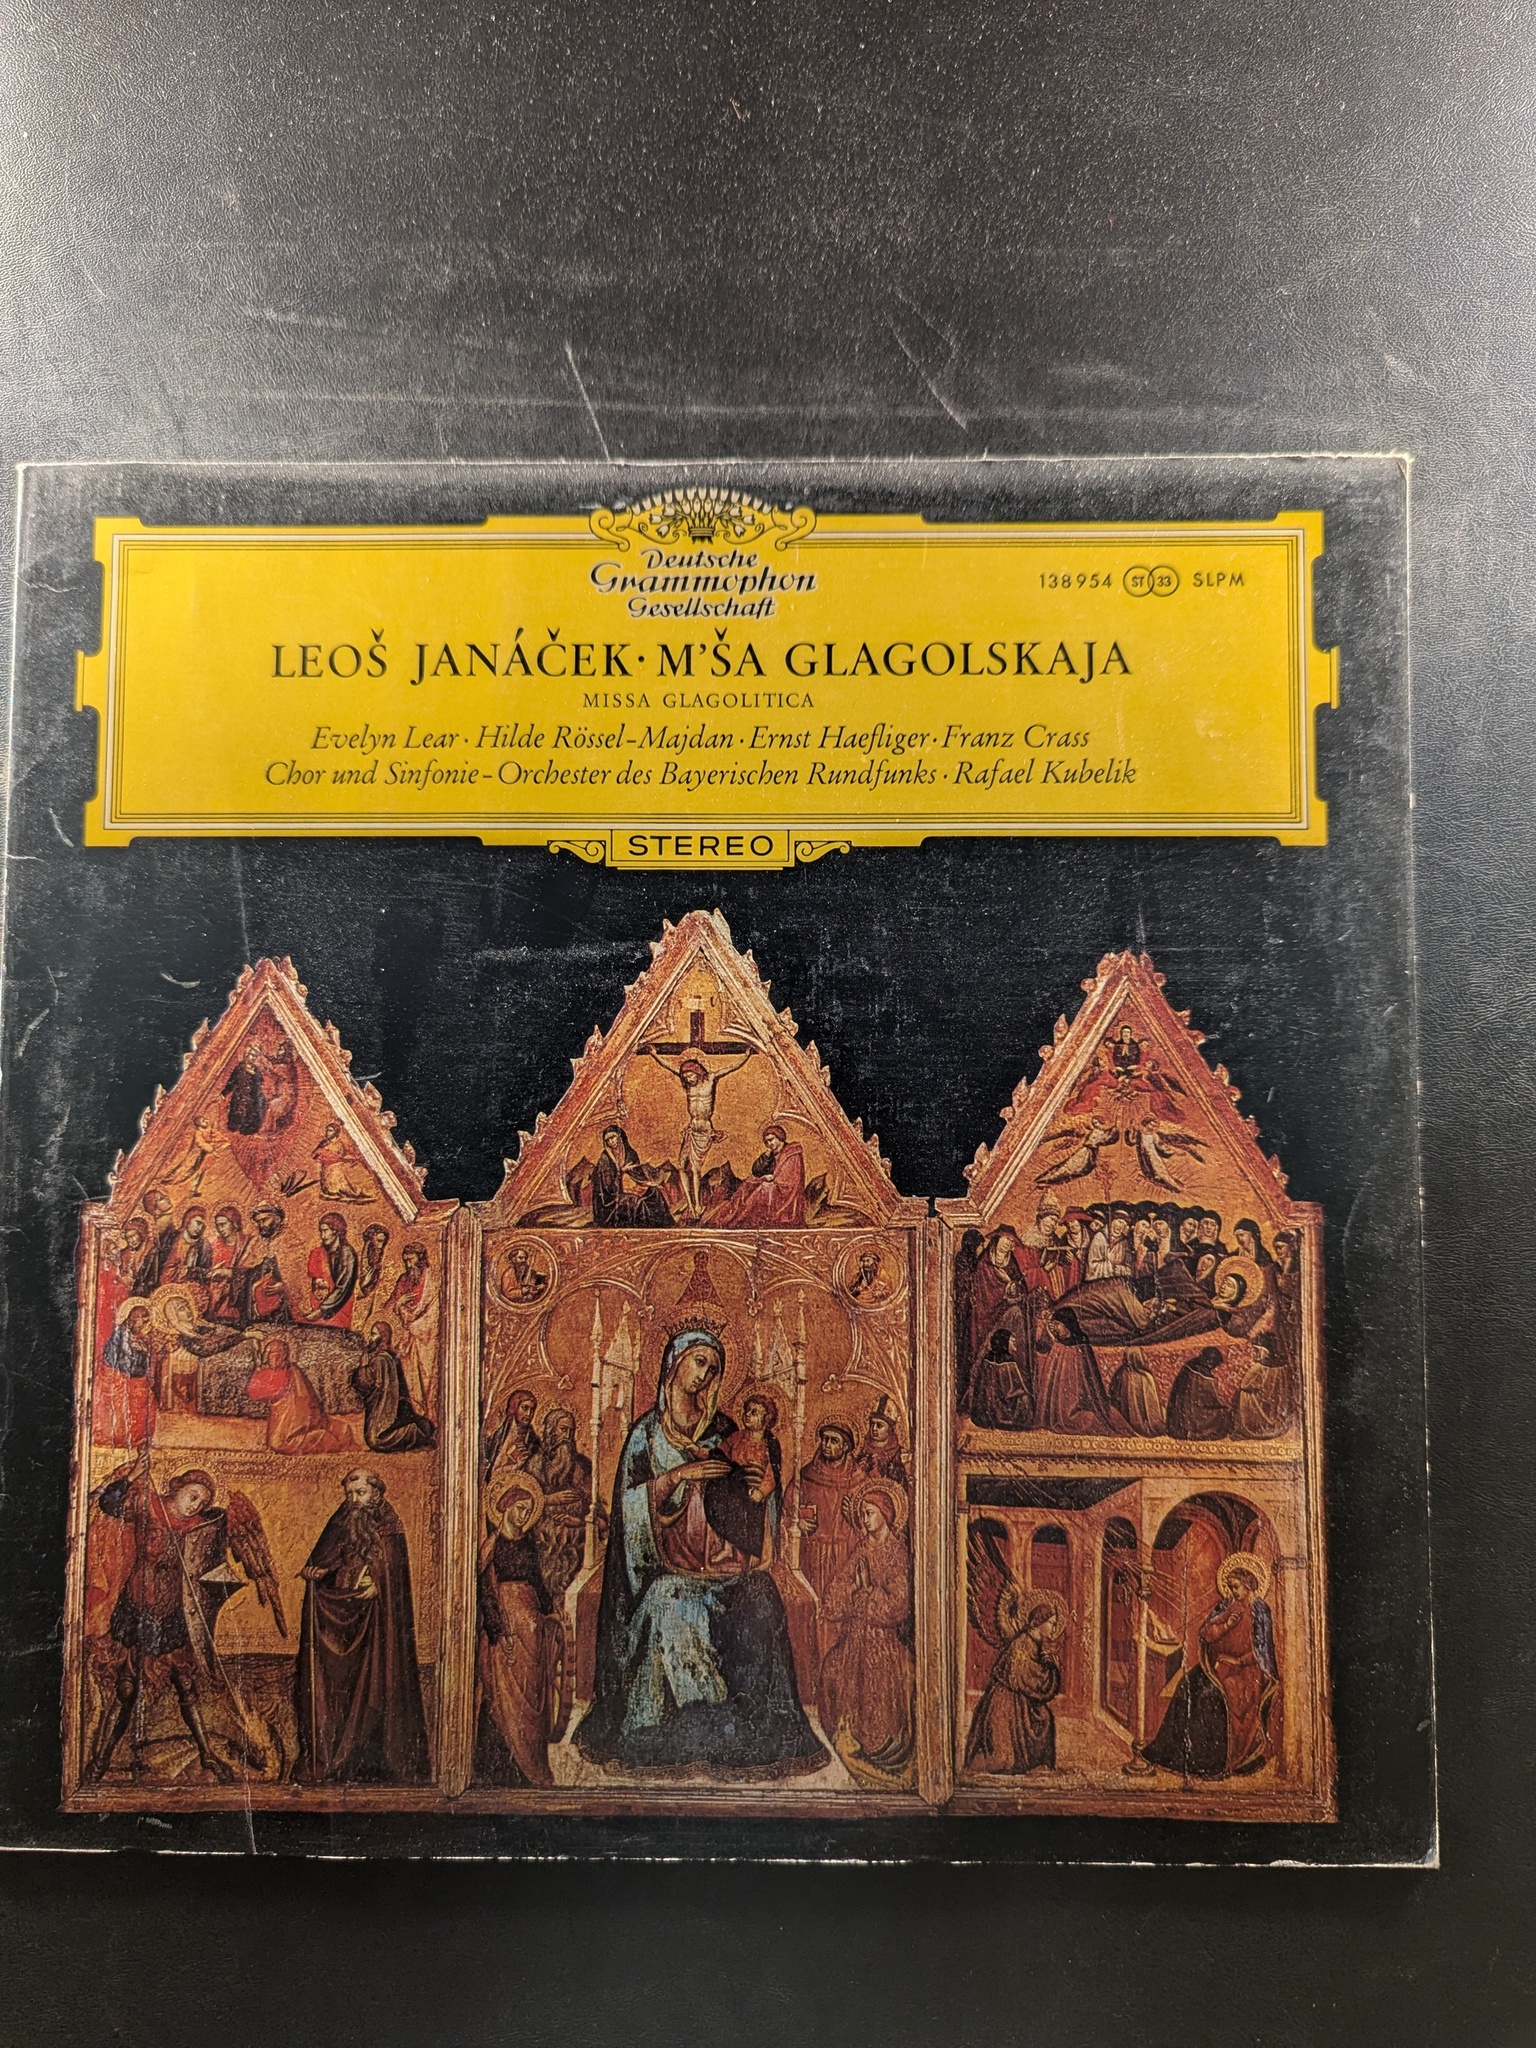 Deutsche
Grammophon
Gesellschaft
138 954 ST 33 SLPM
LEOŠ JANÁČEK · M’ŠA GLAGOLSKAJA
MISSA GLAGOLITICA
Evelyn Lear · Hilde Rössel-Majdan · Ernst Haefliger · Franz Crass
Chor und Sinfonie-Orchester des Bayerischen Rundfunks · Rafael Kubelik
STEREO